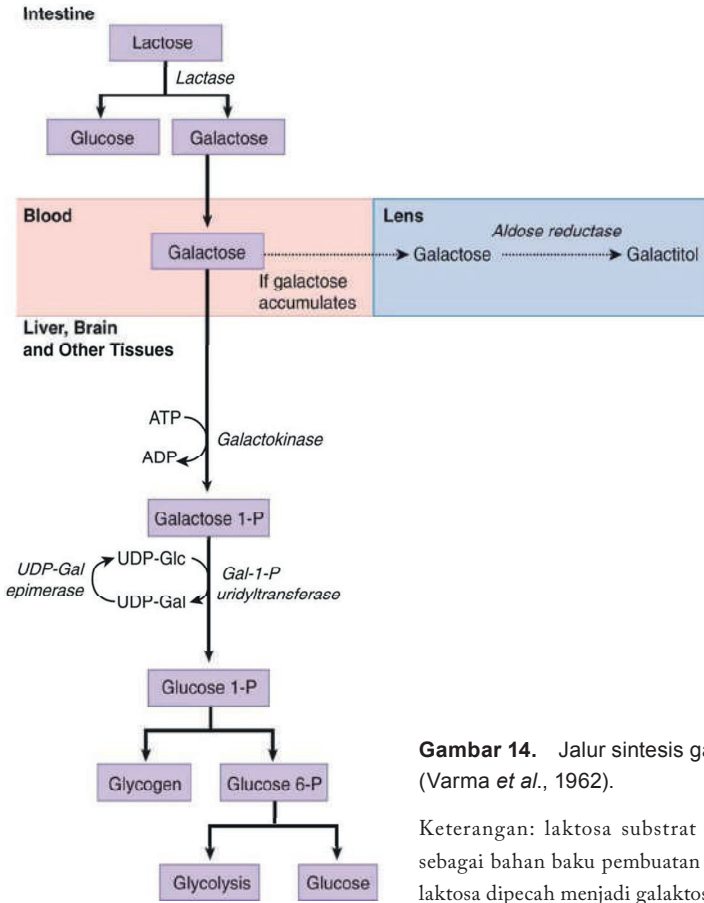 Intestine
Lactose
Lactase
Glucose
Galactose
Blood
Lens
Aldose reductase
Galactose
Galactose
Galactitol
If galactose
accumulates
Liver, Brain
and Other Tissues
ATP
Galactokinase
ADP
Galactose 1-P
UDP-Gal
epimerase
UDP-Glc
UDP-Gal
Gal-1-P
uridyltransferase
Glucose 1-P
Glycogen
Glucose 6-P
Glycolysis
Glucose
Gambar 14. Jalur sintesis ga
(Varma et al., 1962).
Keterangan: laktosa substrat
sebagai bahan baku pembuatan
laktosa dipecah menjadi galaktos